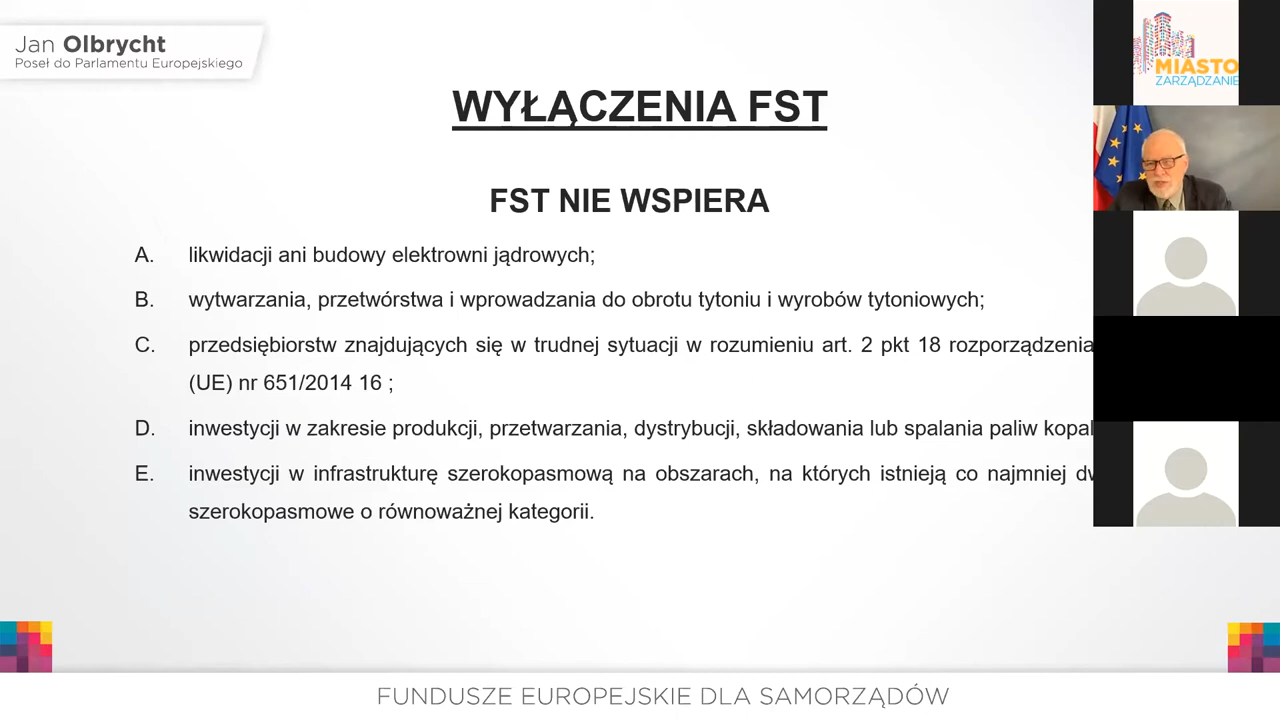 Jan Olbrycht
Poseł do Parlamentu Europejskiego
MIASTO
ZARZĄDZANIE
WYŁĄCZENIA FST
FST NIE WSPIERA
A. likwidacji ani budowy elektrowni jądrowych;
B. wytwarzania, przetwórstwa i wprowadzania do obrotu tytoniu i wyrobów tytoniowych;
C. przedsiębiorstw znajdujących się w trudnej sytuacji w rozumieniu art. 2 pkt 18 rozporządzenia
(UE) nr 651/2014 16 ;
D. inwestycji w zakresie produkcji, przetwarzania, dystrybucji, składowania lub spalania paliw
E. inwestycji w infrastrukturę szerokopasmową na obszarach, na których istnieją co najmniej
szerokopasmowe o równoważnej kategorii.
FUNDUSZE EUROPEJSKIE DLA SAMORZĄDÓW